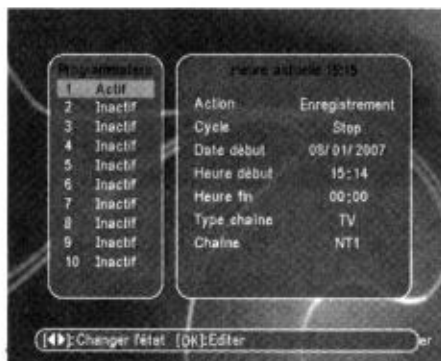 Programmateur
Heure actuelle 15:15
1 Actif
2 Inactif
3 Inactif
4 Inactif
5 Inactif
6 Inactif
7 Inactif
8 Inactif
9 Inactif
10 Inactif
Action Enregistrement
Cycle Stop
Date début 08/01/2007
Heure début 15:14
Heure fin 00:00
Type chaîne TV
Chaîne NT1
[◀▶]:Changer l'état [OK]:Editer
er